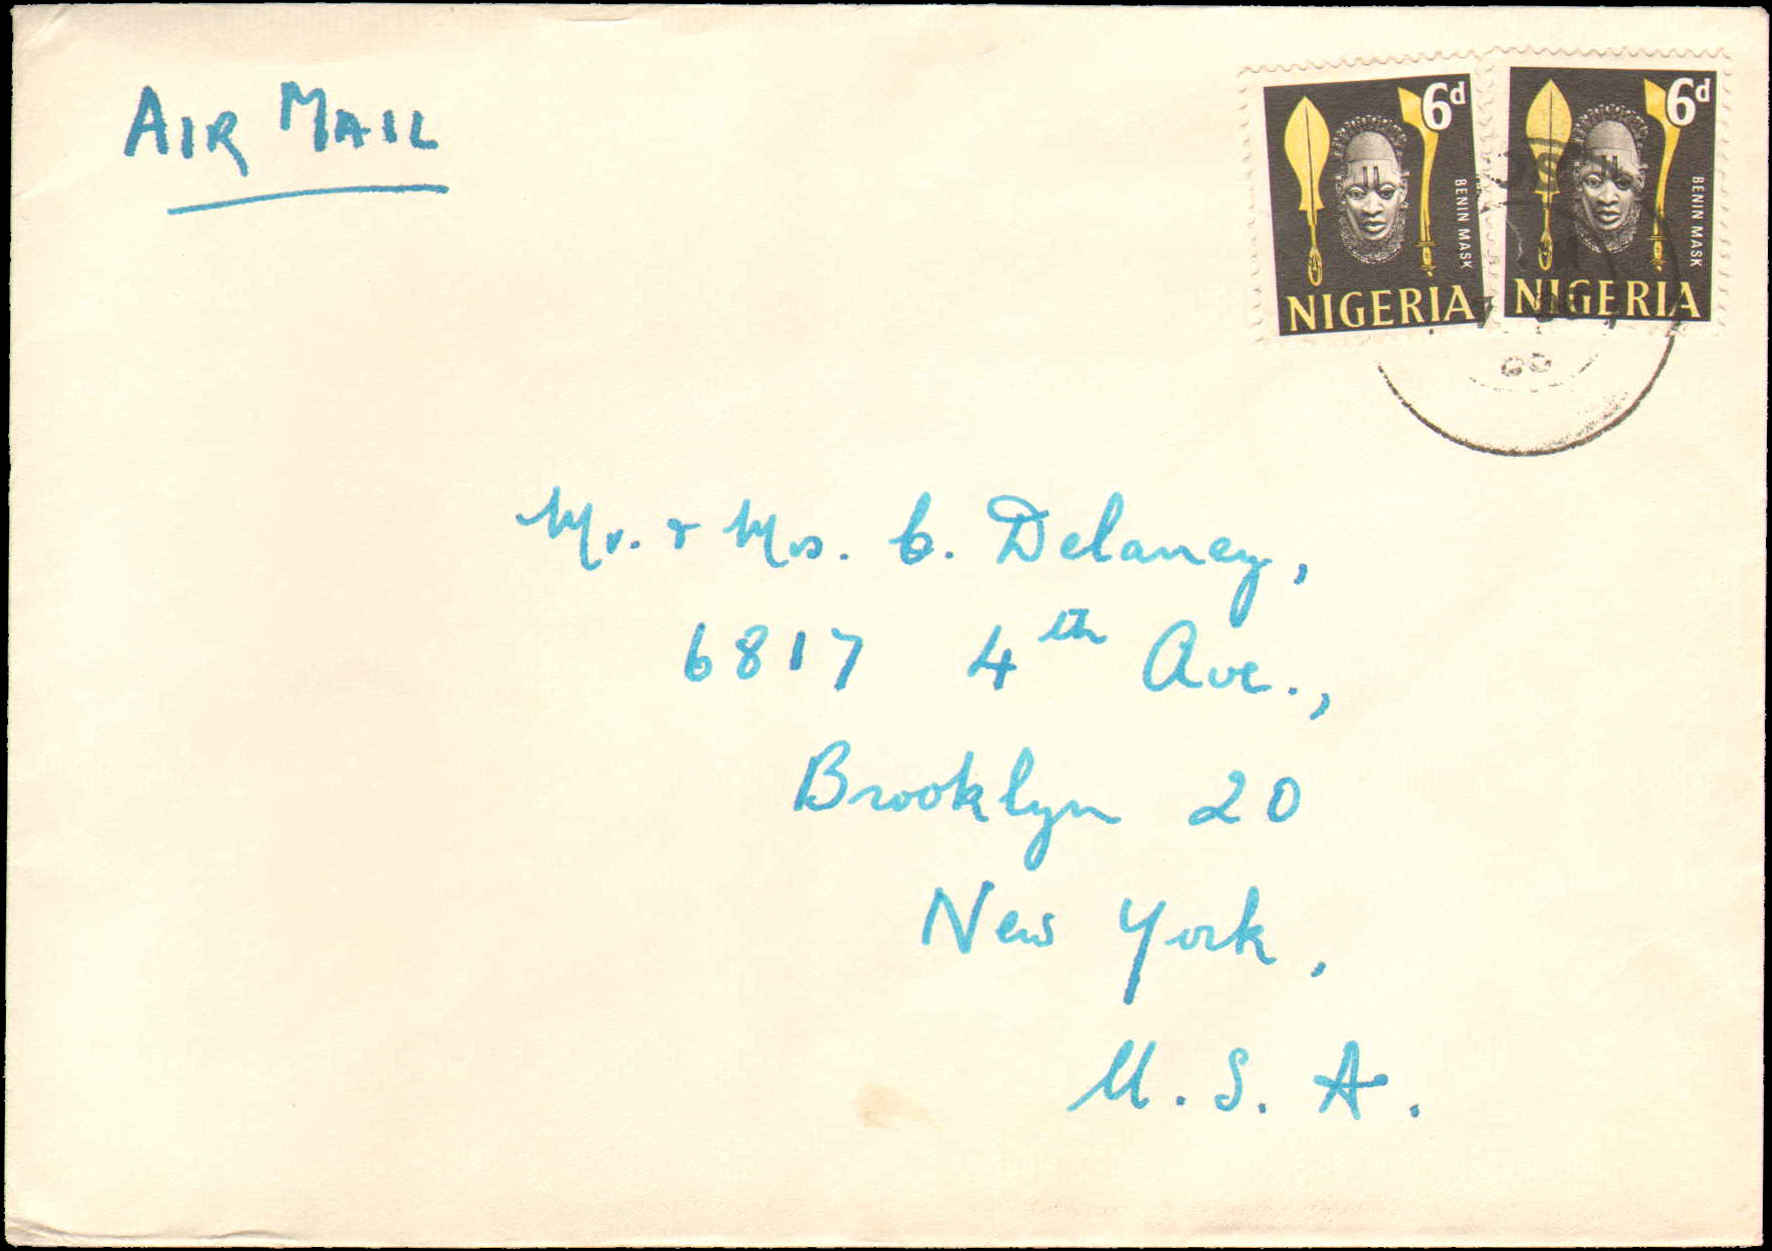 AIR MAIL
6d
BENIN MASK
NIGERIA
6d
BENIN MASK
NIGERIA
Mr. & Mrs. C. Delaney,
6817 4th Ave.,
Brooklyn 20
New York,
U. S. A.